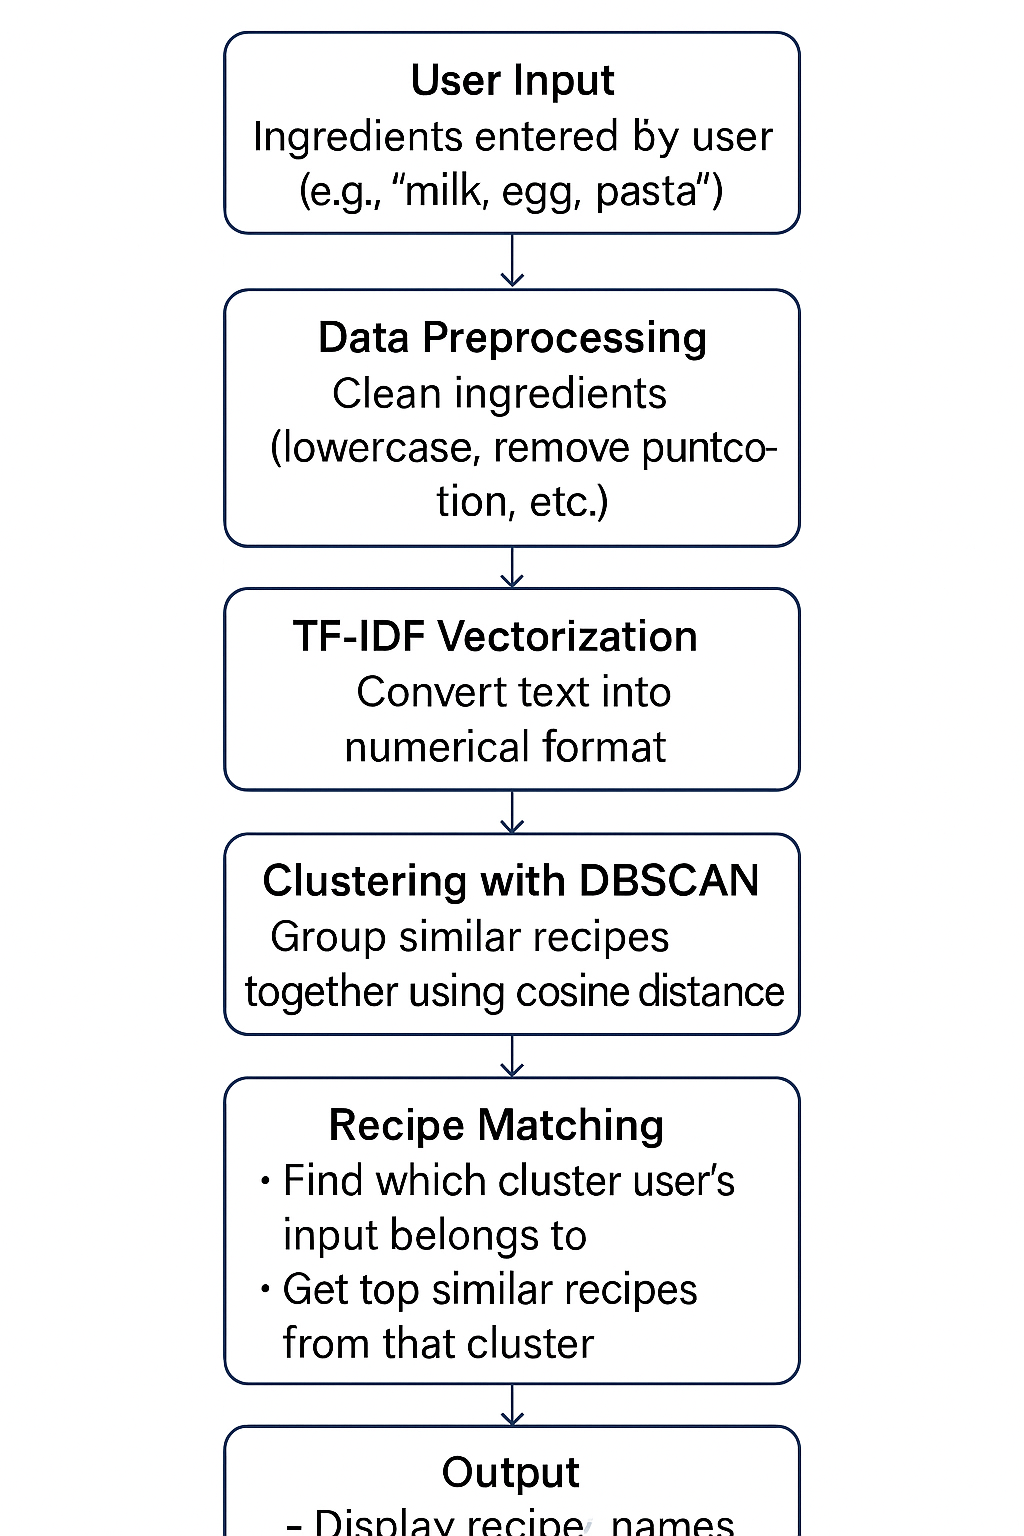 User Input
Ingredients entered by user
(e.g., “milk, egg, pasta”)
Data Preprocessing
Clean ingredients
(lowercase, remove puntco-
tion, etc.)
TF-IDF Vectorization
Convert text into
numerical format
Clustering with DBSCAN
Group similar recipes
together using cosine distance
Recipe Matching
• Find which cluster user’s
input belongs to
• Get top similar recipes
from that cluster
Output
– Display recipe, names